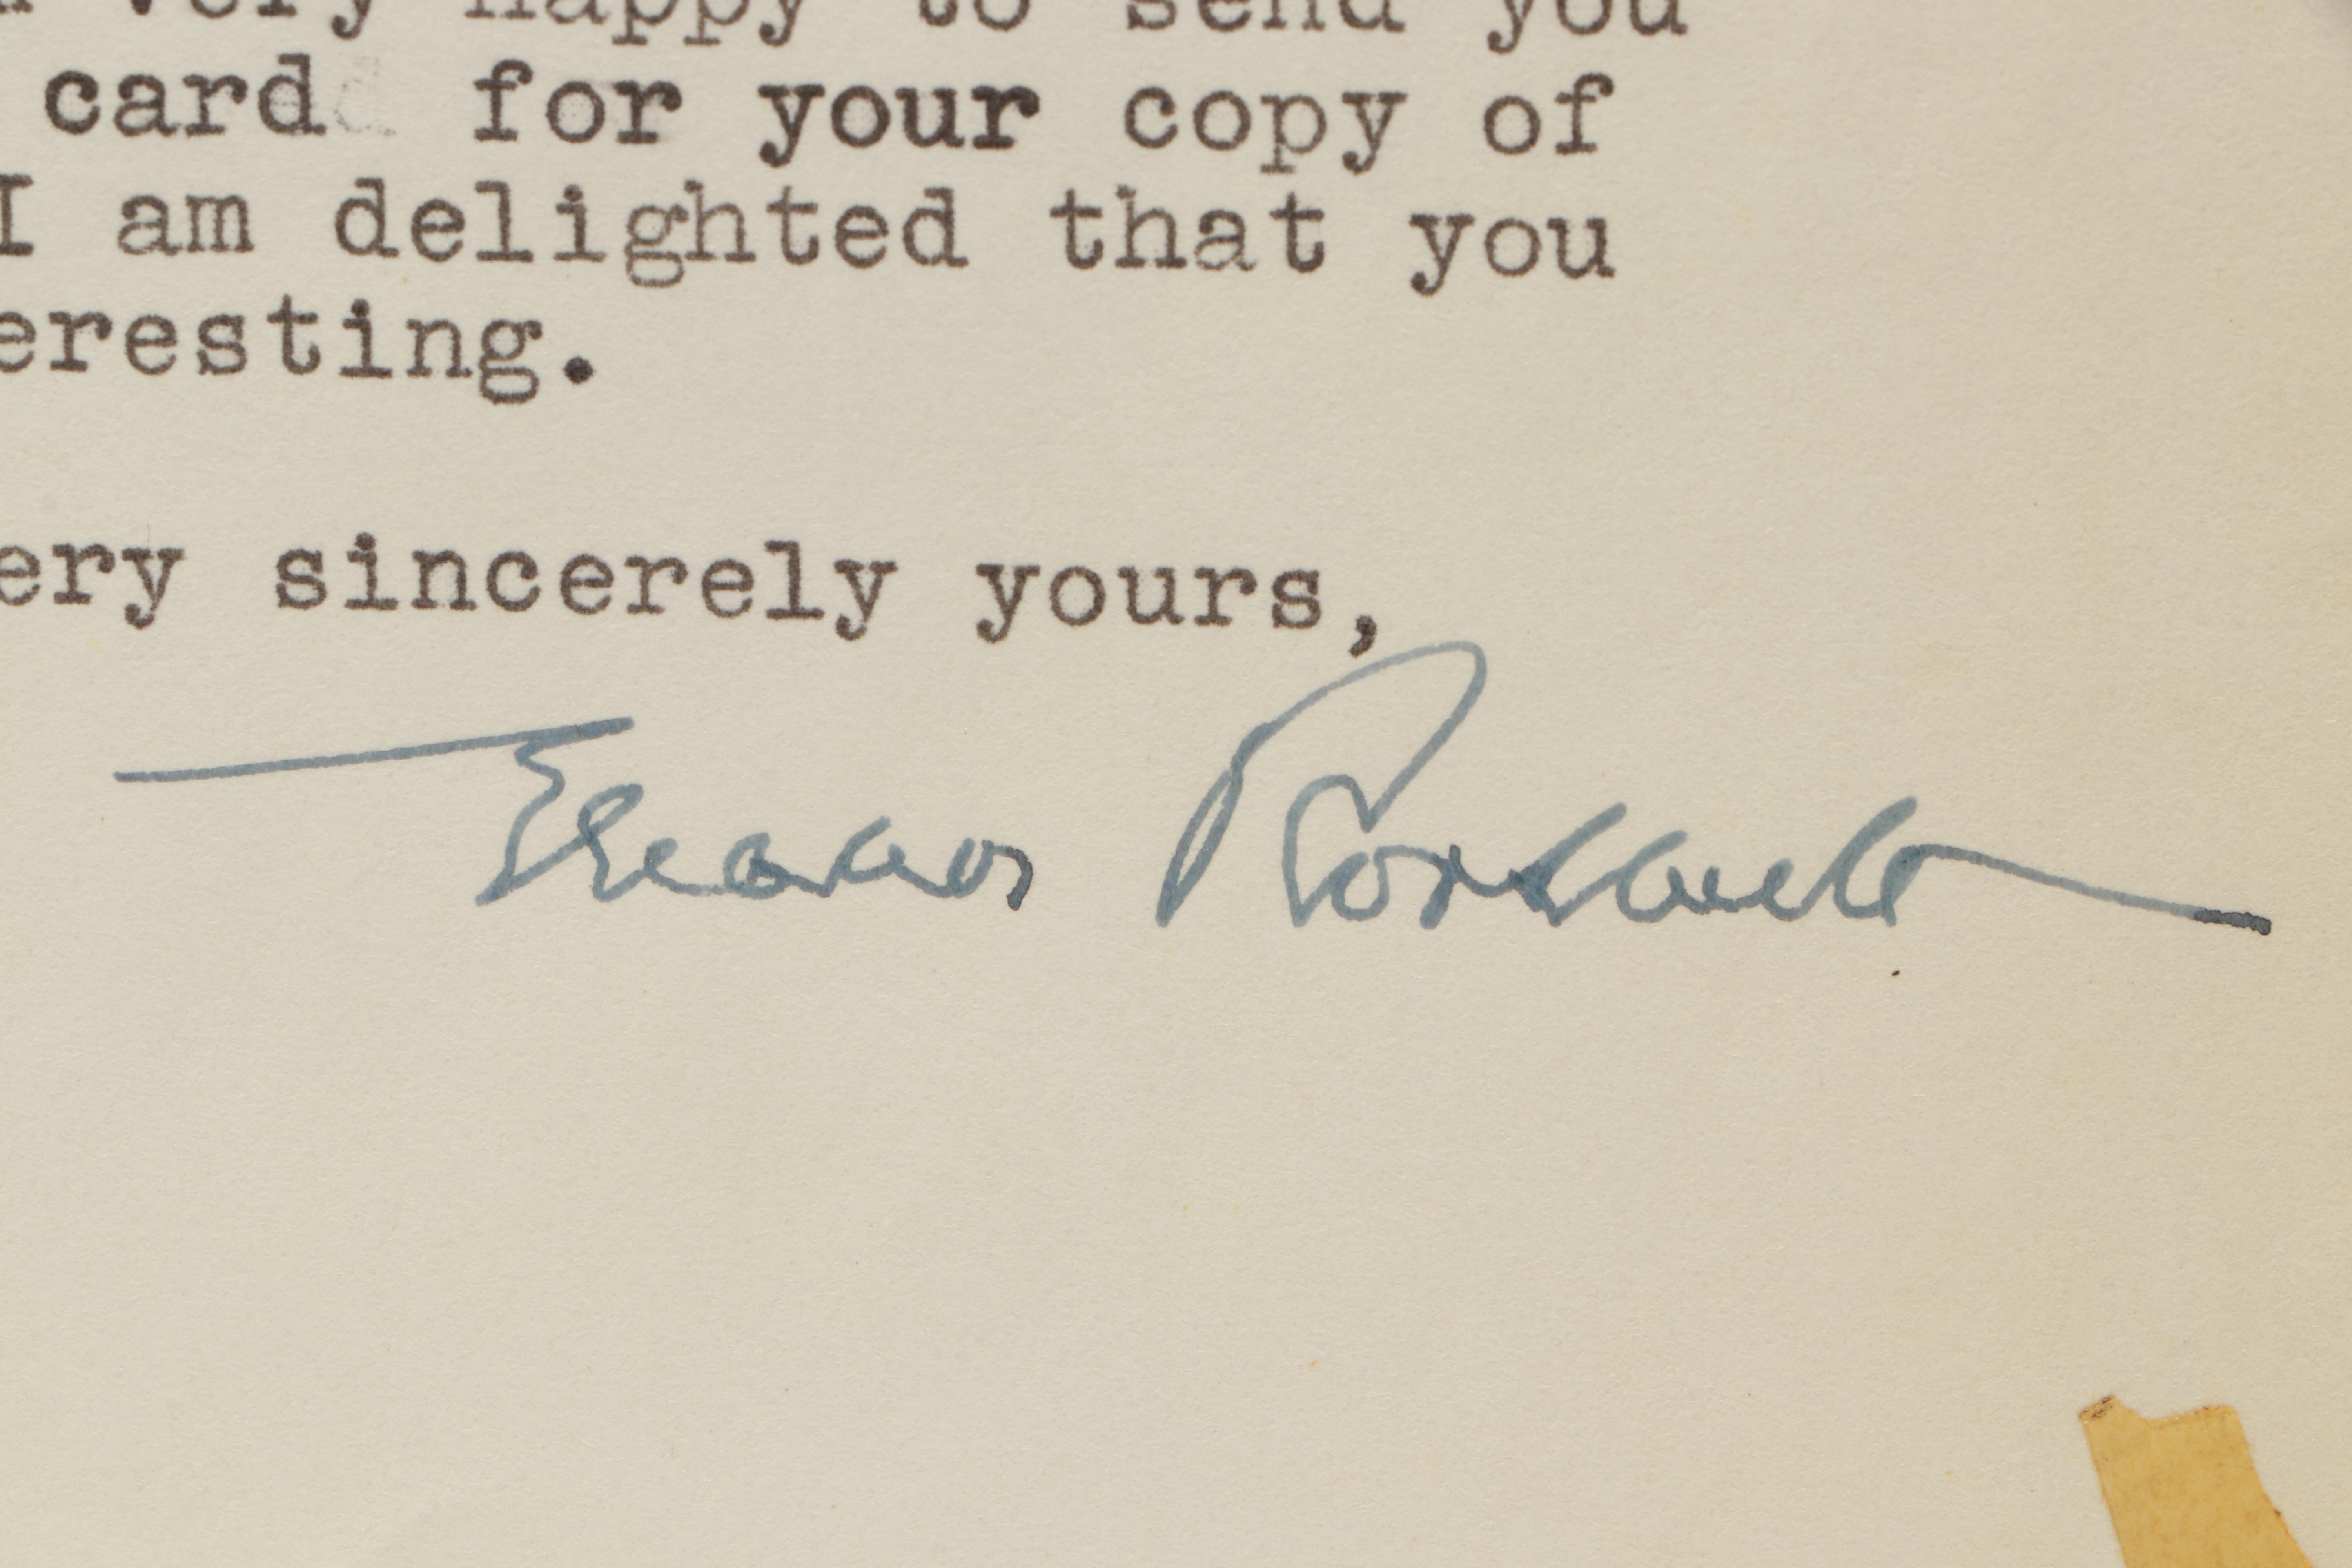 very happy to send you
card for your copy of
I am delighted that you
eresting.
ery sincerely yours,
Eleanor Roosevelt